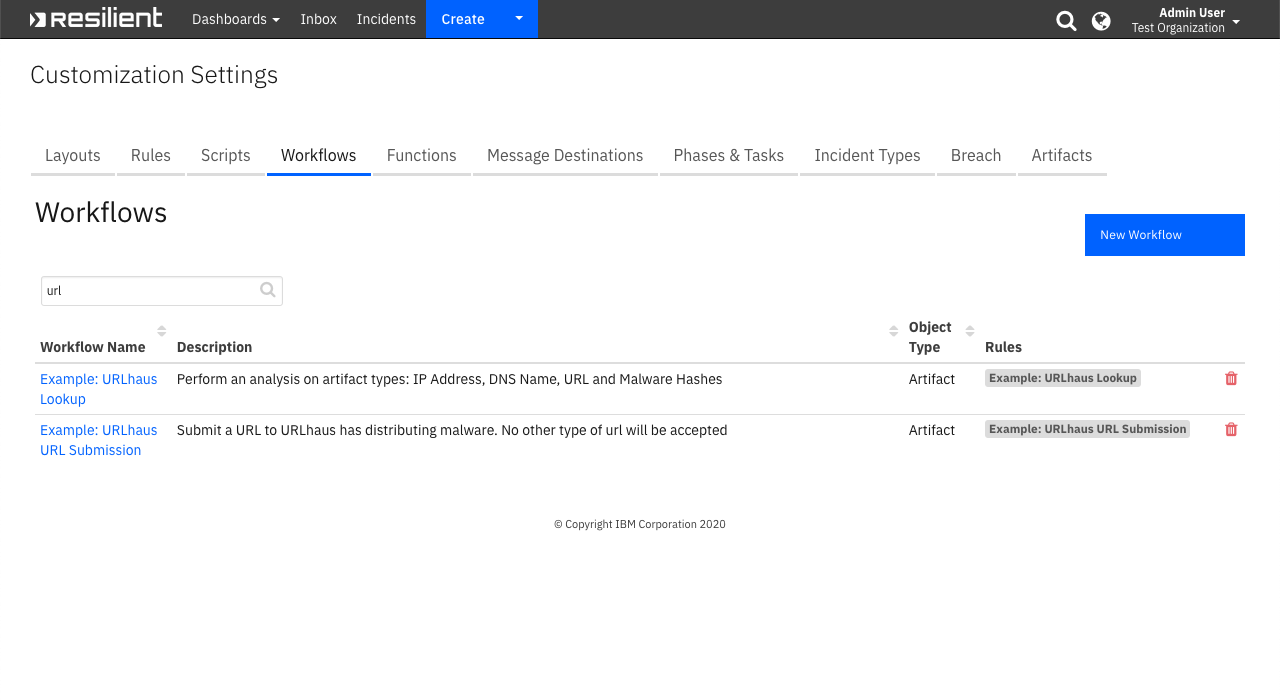 resilient Dashboards Inbox Incidents Create Admin User
Test Organization
Customization Settings
Layouts Rules Scripts Workflows Functions Message Destinations Phases & Tasks Incident Types Breach Artifacts
Workflows
New Workflow
url
Workflow Name Description Object Type Rules
Example: URLhaus Lookup Perform an analysis on artifact types: IP Address, DNS Name, URL and Malware Hashes Artifact Example: URLhaus Lookup
Example: URLhaus URL Submission Submit a URL to URLhaus has distributing malware. No other type of url will be accepted Artifact Example: URLhaus URL Submission
© Copyright IBM Corporation 2020